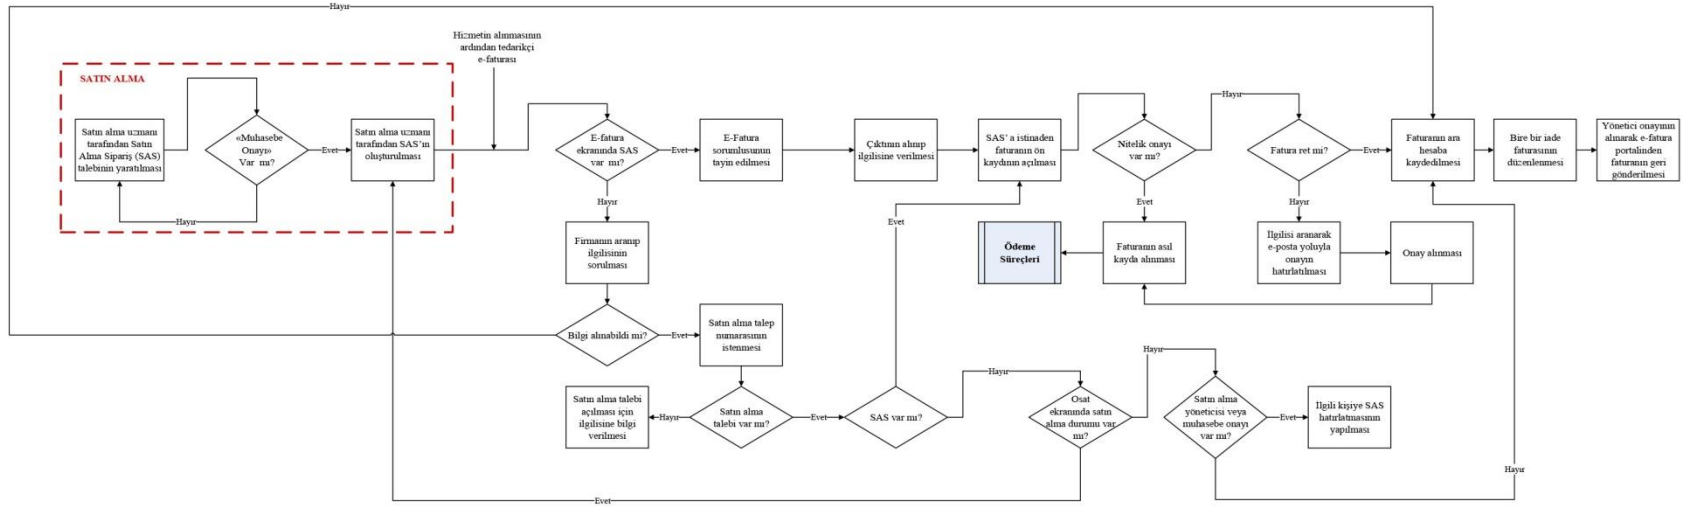 Hayır
Hizmetin alınmasının
ardından tedarikçi
e-faturası
SATIN ALMA
Satın alma uzmanı
tarafından Satın
Alma Sipariş (SAS)
talebinin yaratılması
«Muhasebe
Onayı»
Var mı?
Evet
Hayır
Satın alma uzmanı
tarafından SAS’ın
oluşturulması
E-fatura
ekranında SAS
var mı?
Evet
E-Fatura
sorumlusunun
tayin edilmesi
Çıktının alınıp
ilgilisine verilmesi
SAS’ a istinaden
faturanın ön
kaydının açılması
Nitelik onayı
var mı?
Hayır
Fatura ret mi?
Evet
Faturanın ara
hesaba
kaydedilmesi
Bire bir iade
faturasının
düzenlenmesi
Yönetici onayının
alınarak e-fatura
portalinden
faturanın geri
gönderilmesi
Hayır
Evet
Evet
Hayır
Firmanın aranıp
ilgilisinin
sorulması
Ödeme
Süreçleri
Faturanın asıl
kayda alınması
İlgilisi aranarak
e-posta yoluyla
onayın
hatırlatılması
Onay alınması
Bilgi alınabildi mi?
Evet
Satın alma talep
numarasının
istenmesi
Satın alma talebi
açılması için
ilgilisine bilgi
verilmesi
Hayır
Satın alma
talebi var mı?
Evet
SAS var mı?
Hayır
Osat
ekranında satın
alma durumu var
mı?
Hayır
Satın alma
yöneticisi veya
muhasebe onayı
var mı?
Evet
İlgili kişiye SAS
hatırlatmasının
yapılması
Hayır
Evet